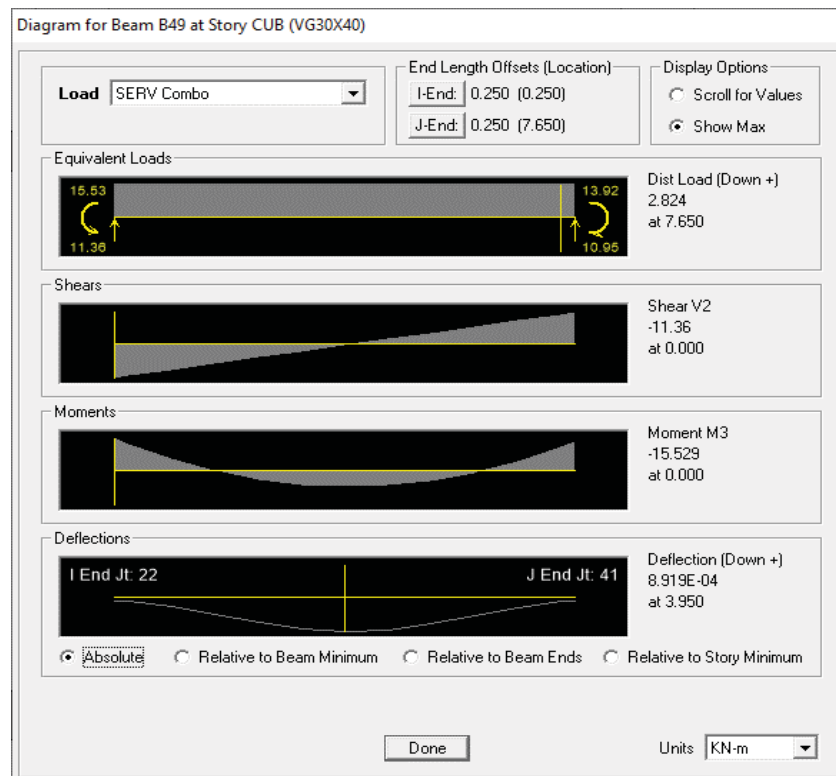 Diagram for Beam B49 at Story CUB (VG30X40)
Load SERV Combo
End Length Offsets (Location)
I-End: 0.250 (0.250)
J-End: 0.250 (7.650)
Display Options
Scroll for Values
Show Max
Equivalent Loads
15.53 13.92
11.36 10.95
Dist Load (Down +)
2.824
at 7.650
Shears
Shear V2
-11.36
at 0.000
Moments
Moment M3
-15.529
at 0.000
Deflections
I End Jt: 22 J End Jt: 41
Deflection (Down +)
8.919E-04
at 3.950
Absolute Relative to Beam Minimum Relative to Beam Ends Relative to Story Minimum
Done
Units KN-m